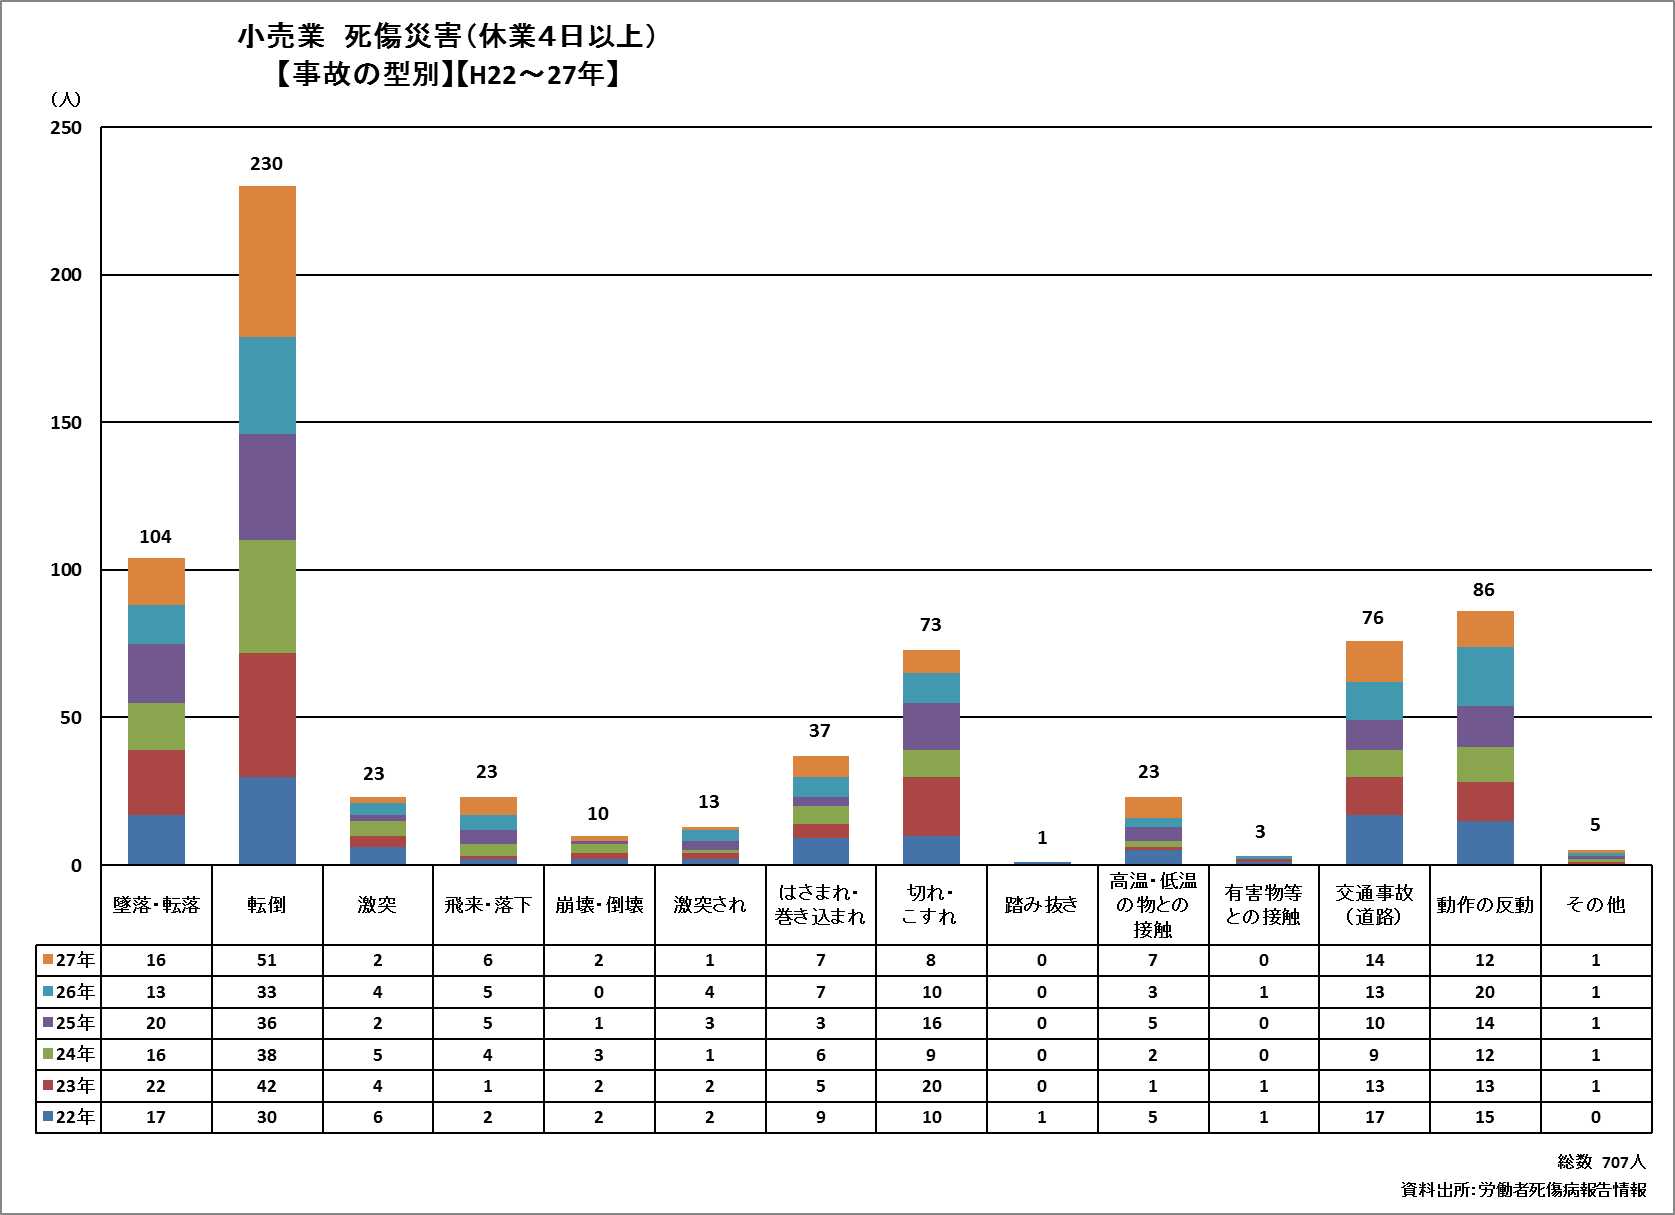 小売業　死傷災害（休業４日以上）
【事故の型別】【H22～27年】
（人）
250
200
150
100
50
0
104
230
23
23
10
13
37
73
1
23
3
76
86
5
墜落・転落
転倒
激突
飛来・落下
崩壊・倒壊
激突され
はさまれ・
巻き込まれ
切れ・
こすれ
踏み抜き
高温・低温
の物との
接触
有害物等
との接触
交通事故
（道路）
動作の反動
その他
27年 16 51 2 6 2 1 7 8 0 7 0 14 12 1
26年 13 33 4 5 0 4 7 10 0 3 1 13 20 1
25年 20 36 2 5 1 3 3 16 0 5 0 10 14 1
24年 16 38 5 4 3 1 6 9 0 2 0 9 12 1
23年 22 42 4 1 2 2 5 20 0 1 1 13 13 1
22年 17 30 6 2 2 2 9 10 1 5 1 17 15 0
総数 707人
資料出所：労働者死傷病報告情報